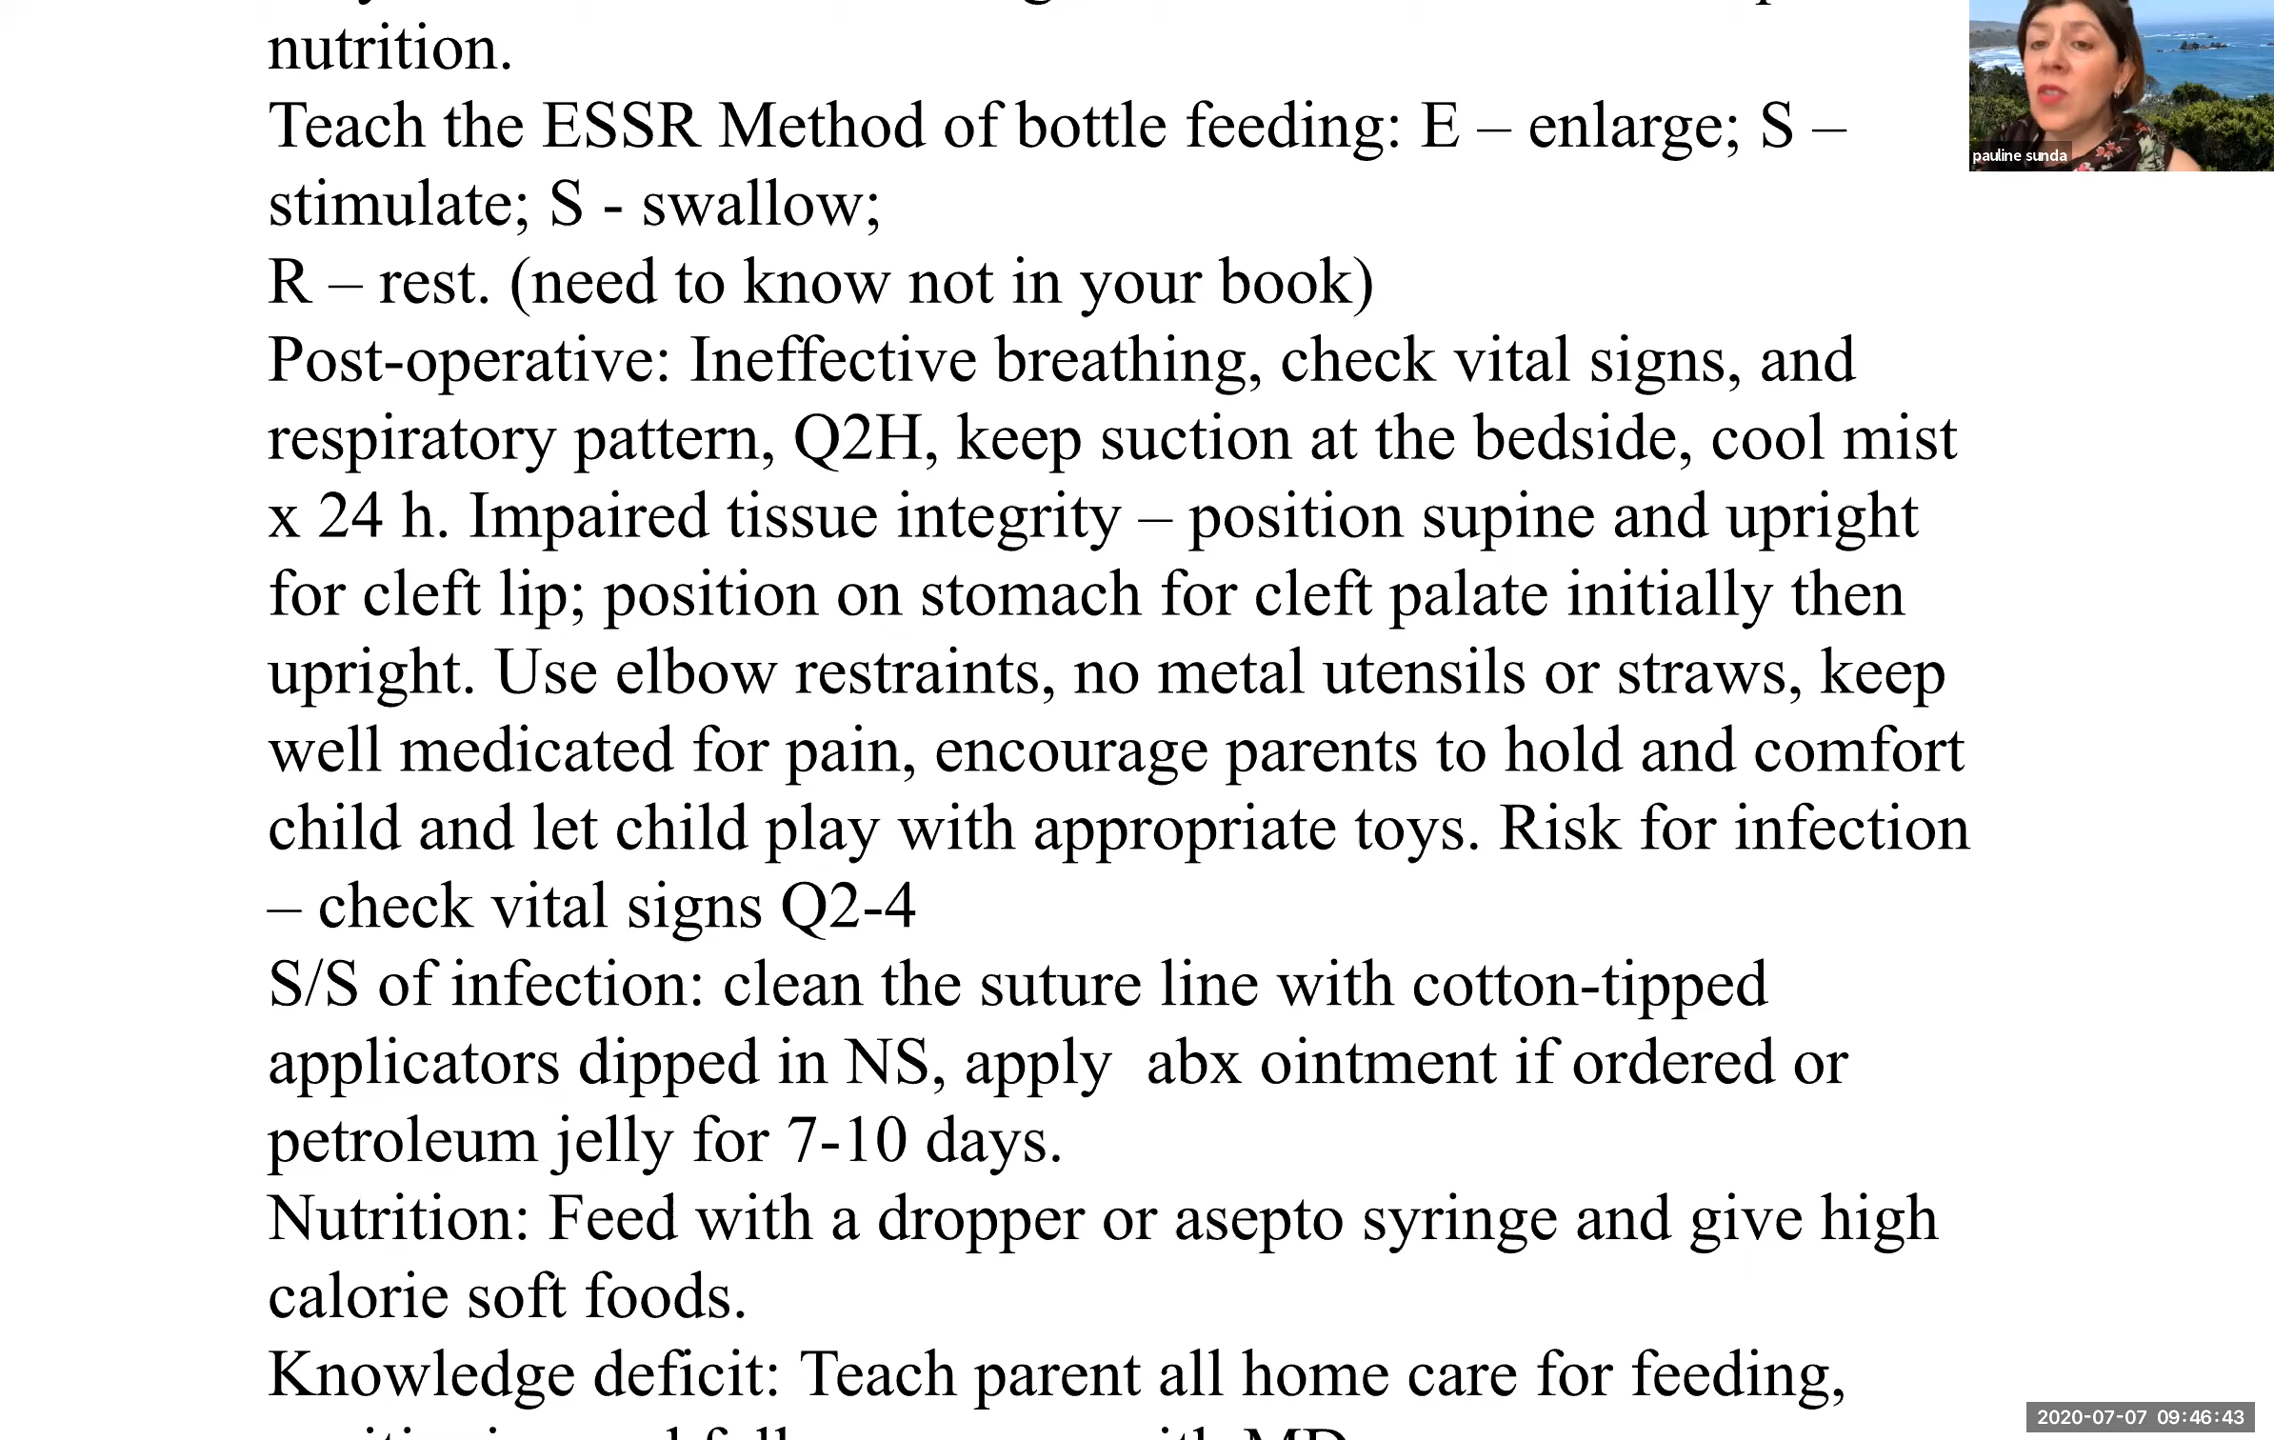 nutrition.
Teach the ESSR Method of bottle feeding: E – enlarge; S –
stimulate; S - swallow;
R – rest. (need to know not in your book)
Post-operative: Ineffective breathing, check vital signs, and
respiratory pattern, Q2H, keep suction at the bedside, cool mist
x 24 h. Impaired tissue integrity – position supine and upright
for cleft lip; position on stomach for cleft palate initially then
upright. Use elbow restraints, no metal utensils or straws, keep
well medicated for pain, encourage parents to hold and comfort
child and let child play with appropriate toys. Risk for infection
– check vital signs Q2-4
S/S of infection: clean the suture line with cotton-tipped
applicators dipped in NS, apply  abx ointment if ordered or
petroleum jelly for 7-10 days.
Nutrition: Feed with a dropper or asepto syringe and give high
calorie soft foods.
Knowledge deficit: Teach parent all home care for feeding,
with MD
pauline sunda
2020-07-07 09:46:43